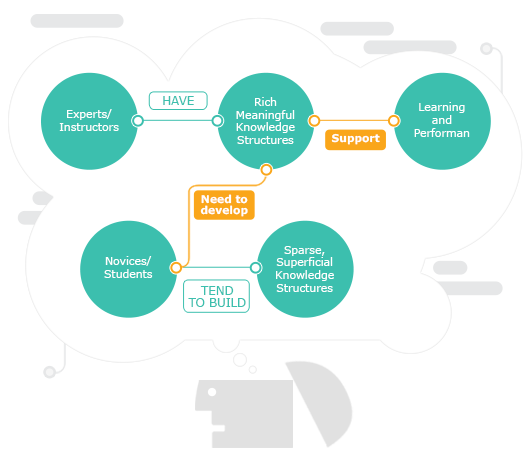 Experts/
Instructors
HAVE
Rich
Meaningful
Knowledge
Structures
Support
Learning
and
Performan
Need to
develop
Novices/
Students
TEND
TO BUILD
Sparse,
Superficial
Knowledge
Structures